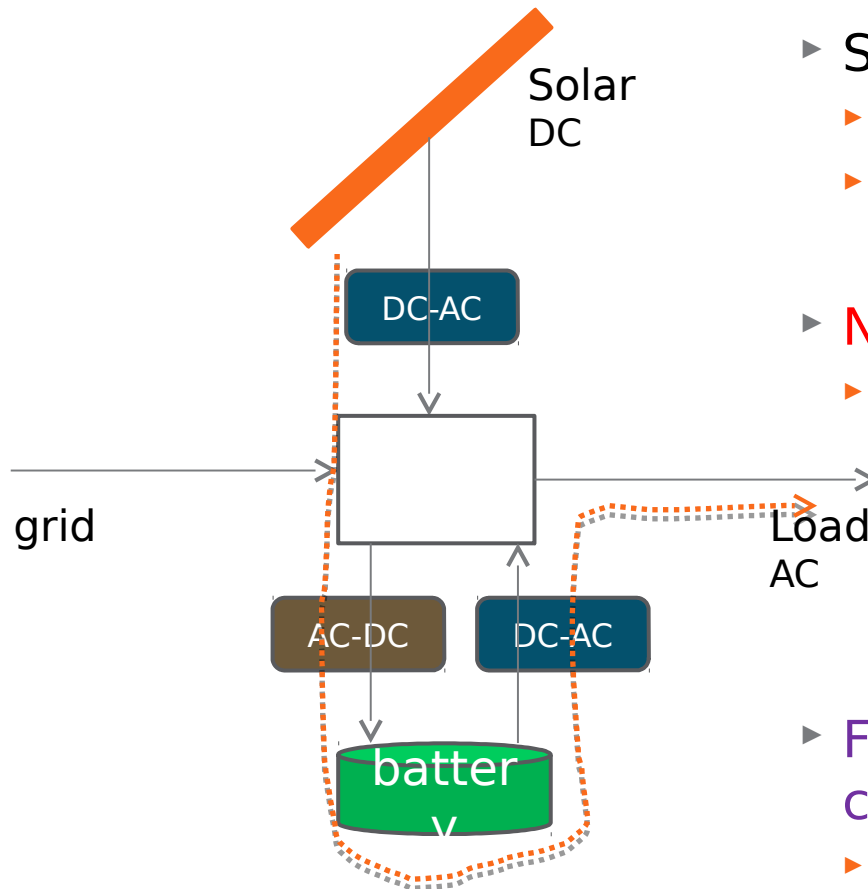 Solar
DC
S
DC-AC
N
grid
Load
AC
AC-DC
DC-AC
F
c
batter
y